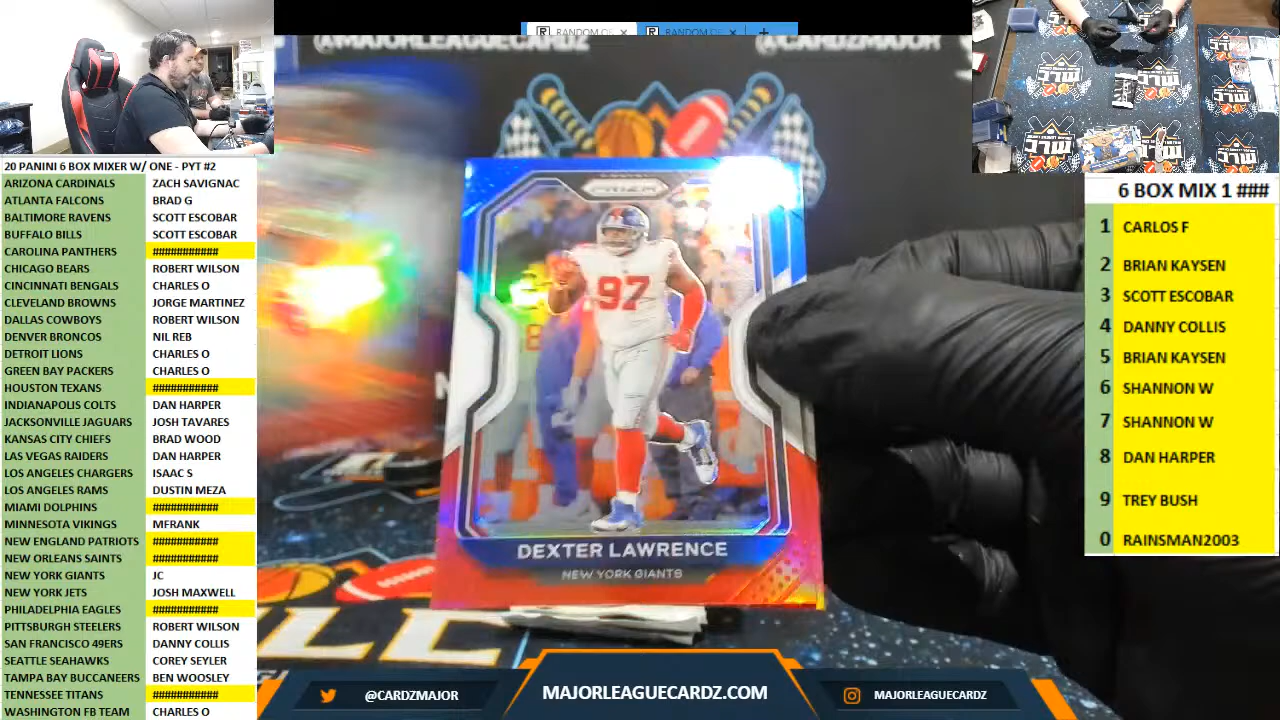 RANDOM
RANDOM
@MAJORLEAGUECARDZ
@CARDZMAJOR
20 PANINI 6 BOX MIXER W/ ONE - PYT #2
ARIZONA CARDINALS ZACH SAVIGNAC
ATLANTA FALCONS BRAD G
BALTIMORE RAVENS SCOTT ESCOBAR
BUFFALO BILLS SCOTT ESCOBAR
CAROLINA PANTHERS ###########
CHICAGO BEARS ROBERT WILSON
CINCINNATI BENGALS CHARLES O
CLEVELAND BROWNS JORGE MARTINEZ
DALLAS COWBOYS ROBERT WILSON
DENVER BRONCOS NIL REB
DETROIT LIONS CHARLES O
GREEN BAY PACKERS CHARLES O
HOUSTON TEXANS ###########
INDIANAPOLIS COLTS DAN HARPER
JACKSONVILLE JAGUARS JOSH TAVARES
KANSAS CITY CHIEFS BRAD WOOD
LAS VEGAS RAIDERS DAN HARPER
LOS ANGELES CHARGERS ISAAC S
LOS ANGELES RAMS DUSTIN MEZA
MIAMI DOLPHINS ###########
MINNESOTA VIKINGS MFRANK
NEW ENGLAND PATRIOTS ###########
NEW ORLEANS SAINTS ###########
NEW YORK GIANTS JC
NEW YORK JETS JOSH MAXWELL
PHILADELPHIA EAGLES ###########
PITTSBURGH STEELERS ROBERT WILSON
SAN FRANCISCO 49ERS DANNY COLLIS
SEATTLE SEAHAWKS COREY SEYLER
TAMPA BAY BUCCANEERS BEN WOOSLEY
TENNESSEE TITANS ###########
WASHINGTON FB TEAM CHARLES O
PRIZM
97
DEXTER LAWRENCE
NEW YORK GIANTS
6 BOX MIX 1 ###
1 CARLOS F
2 BRIAN KAYSEN
3 SCOTT ESCOBAR
4 DANNY COLLIS
5 BRIAN KAYSEN
6 SHANNON W
7 SHANNON W
8 DAN HARPER
9 TREY BUSH
0 RAINSMAN2003
@CARDZMAJOR
MAJORLEAGUECARDZ.COM
MAJORLEAGUECARDZ